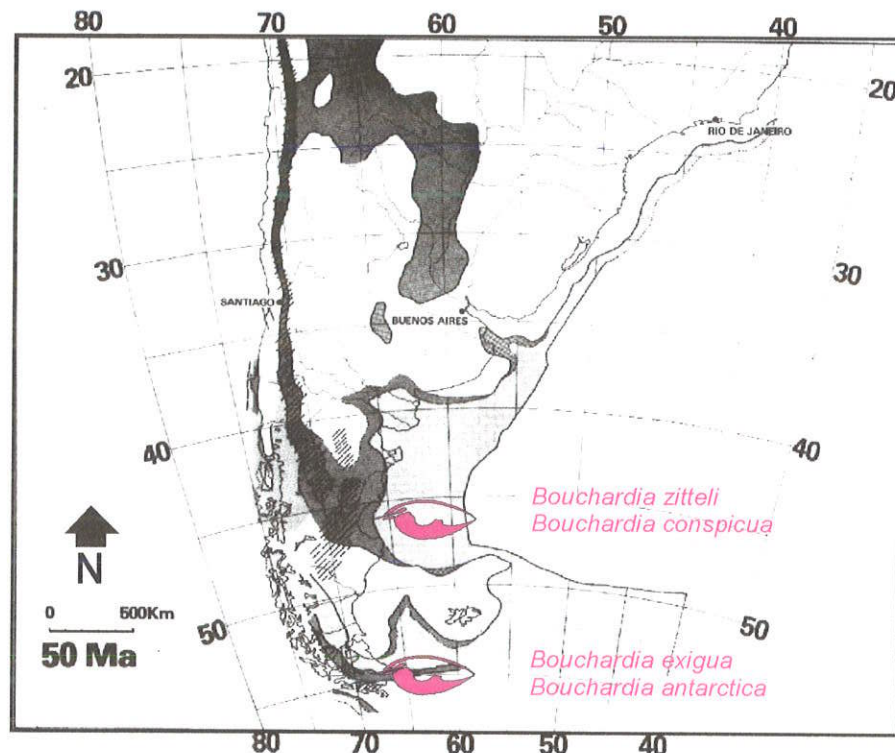 80
70
60
50
40
20
20
RIO DE JANEIRO
30
30
SANTIAGO
BUENOS AIRES
40
40
Bouchardia zitteli
Bouchardia conspicua
N
0 500Km
50 Ma
50
50
Bouchardia exigua
Bouchardia antarctica
80
70
60
50
40